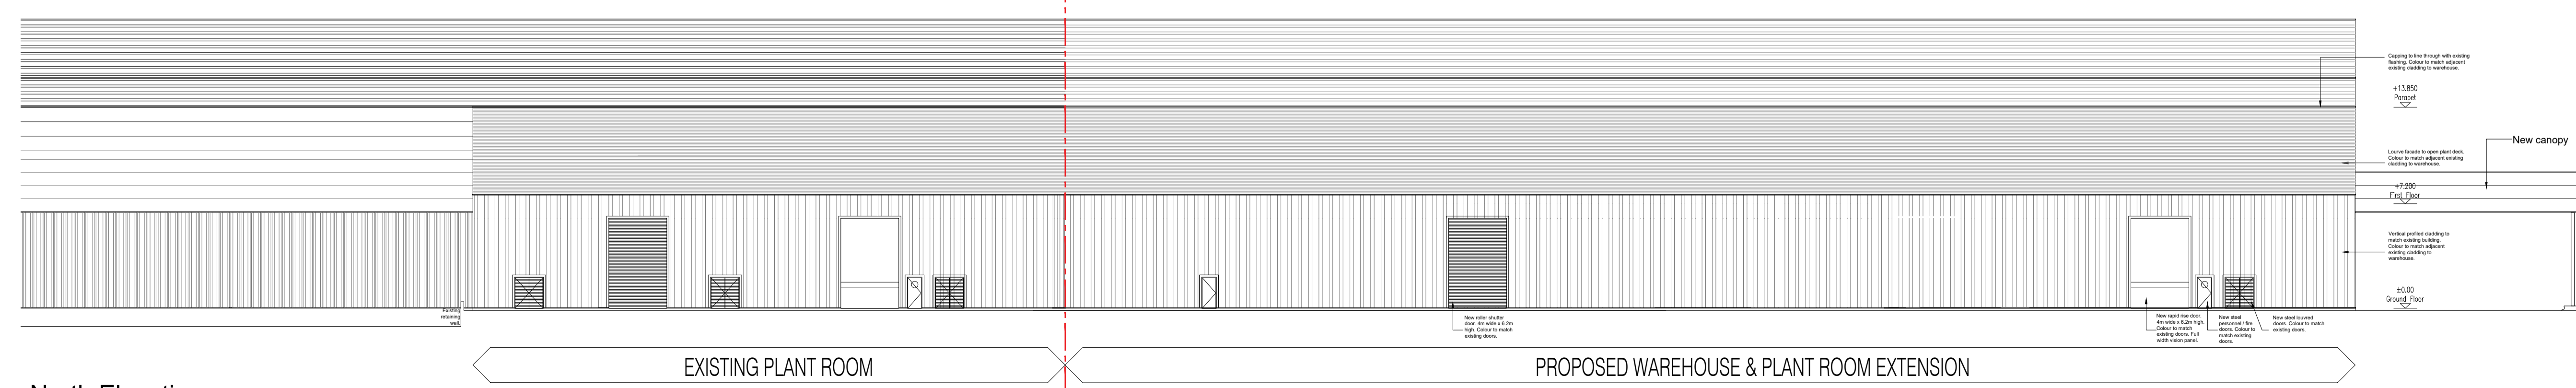 Capping to line through with existing
flashing. Colour to match adjacent
existing cladding to warehouse.
+13.850
Parapet
New canopy
Lourve facade to open plant deck.
Colour to match adjacent existing
cladding to warehouse.
+7.200
First Floor
Vertical profiled cladding to
match existing building.
Colour to match adjacent
existing cladding to
warehouse.
±0.00
Ground Floor
Existing
retaining
wall.
New roller shutter
door. 4m wide x 6.2m
high. Colour to match
existing doors.
New rapid rise door.
4m wide x 6.2m high.
Colour to match
existing doors. Full
width vision panel.
New steel
personnel / fire
doors. Colour to
match existing
doors.
New steel louvred
doors. Colour to match
existing doors.
EXISTING PLANT ROOM
PROPOSED WAREHOUSE & PLANT ROOM EXTENSION